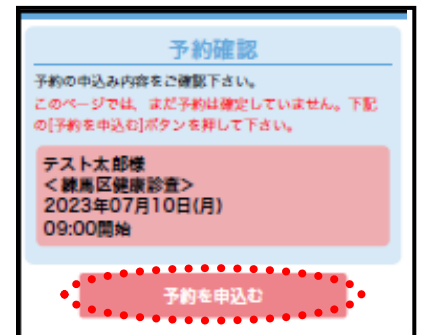 予約確認
予約の申込み内容をご確認下さい。
このページでは、まだ予約は確定していません。下記
の[予約を申込む]ボタンを押して下さい。
テスト太郎様
＜練馬区健康診査＞
2023年07月10日(月)
09:00開始
予約を申込む